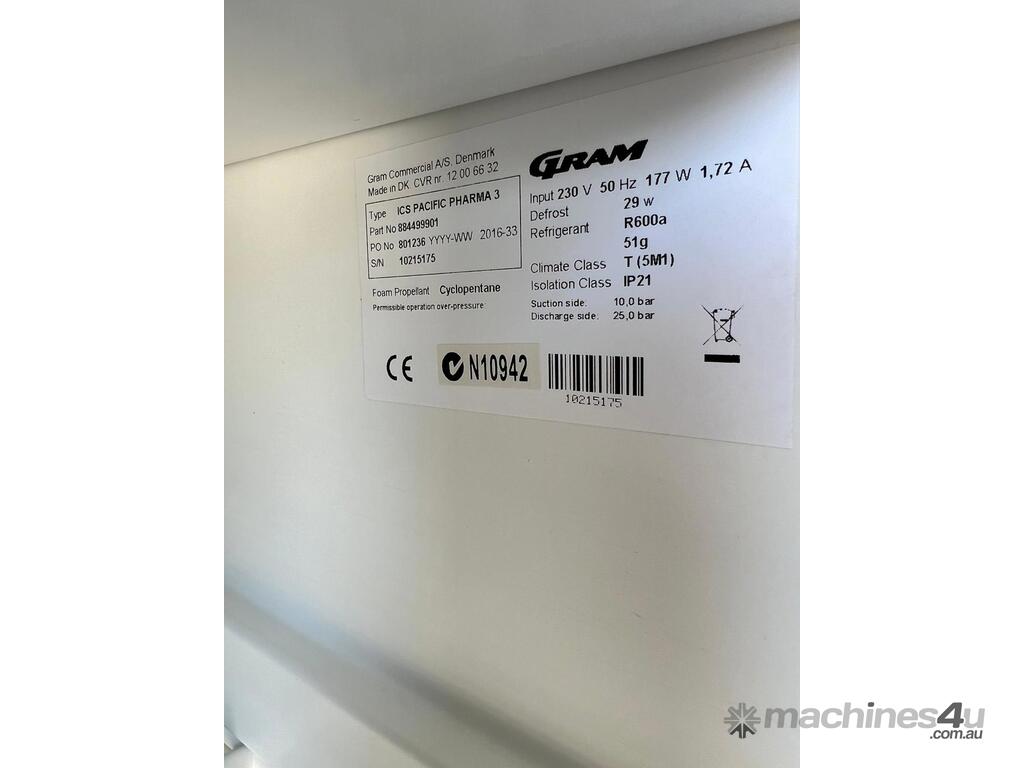 Gram Commercial A/S, Denmark
Made in DK CVR nr. 12 00 66 32
Type ICS PACIFIC PHARMA 3
Part No 884499901
PO No 801236 YYYY-WW 2016-33
S/N 10215175
Foam Propellant Cyclopentane
Permissible operation over-pressure:
GRAM
Input 230 V 50 Hz 177 W 1,72 A
Defrost 29 w
Refrigerant R600a
51g
Climate Class T (5M1)
Isolation Class IP21
Suction side: 10,0 bar
Discharge side: 25,0 bar
CE N10942
10215175
machines4u
.com.au